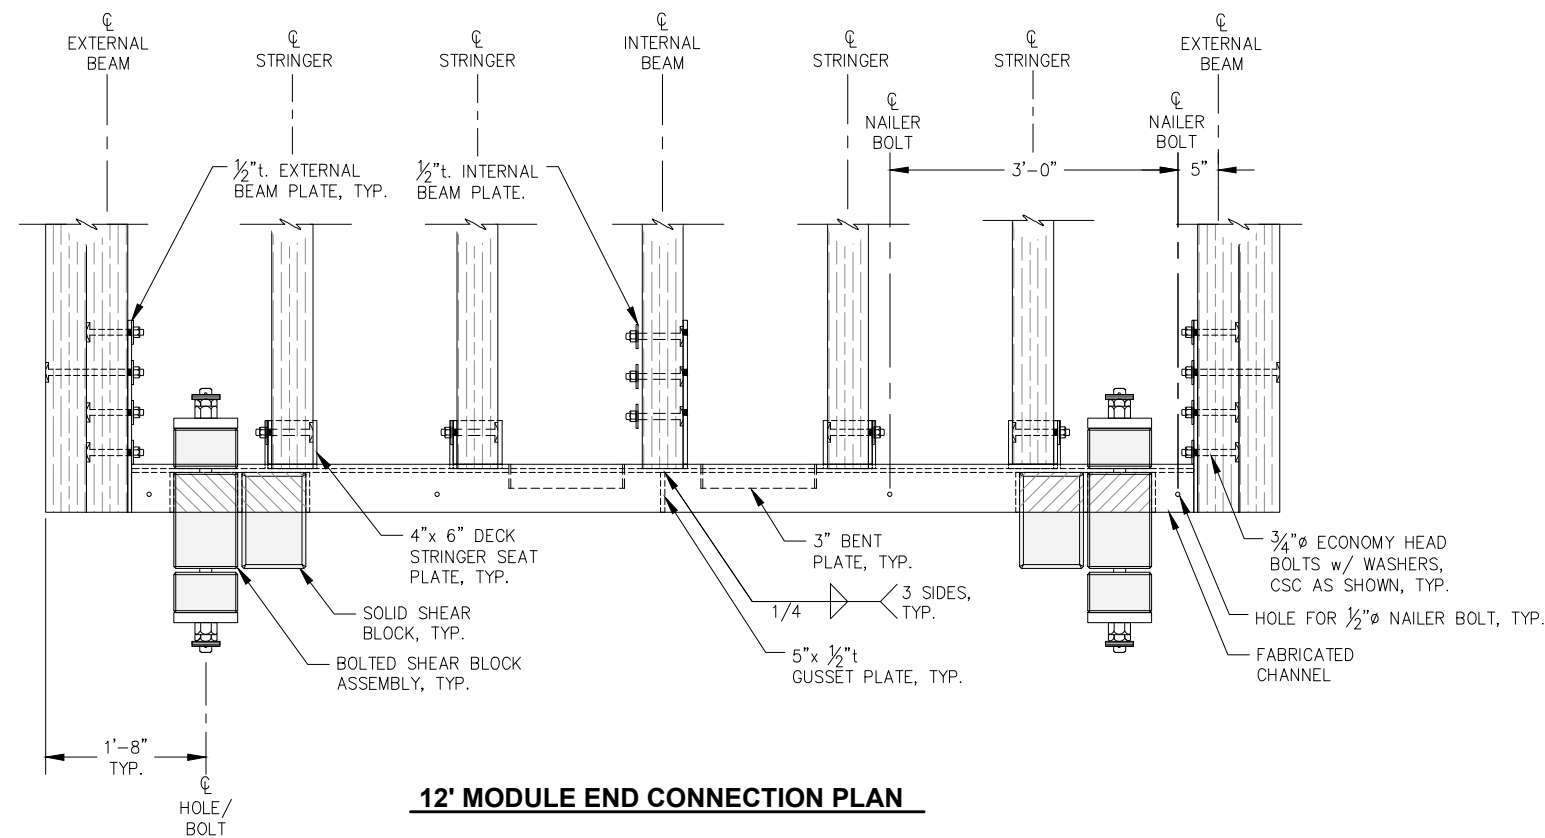 ℄
EXTERNAL
BEAM
℄
STRINGER
℄
STRINGER
℄
INTERNAL
BEAM
℄
STRINGER
℄
STRINGER
℄
EXTERNAL
BEAM
℄
NAILER
BOLT
℄
NAILER
BOLT
½"t. EXTERNAL
BEAM PLATE, TYP.
½"t. INTERNAL
BEAM PLATE.
3'-0"
5"
4"x 6" DECK
STRINGER SEAT
PLATE, TYP.
3" BENT
PLATE, TYP.
¾"ø ECONOMY HEAD
BOLTS w/ WASHERS,
CSC AS SHOWN, TYP.
1/4
3 SIDES,
TYP.
SOLID SHEAR
BLOCK, TYP.
HOLE FOR ½"ø NAILER BOLT, TYP.
BOLTED SHEAR BLOCK
ASSEMBLY, TYP.
5"x ½"t
GUSSET PLATE, TYP.
FABRICATED
CHANNEL
1'-8"
TYP.
℄
HOLE/
BOLT
12' MODULE END CONNECTION PLAN